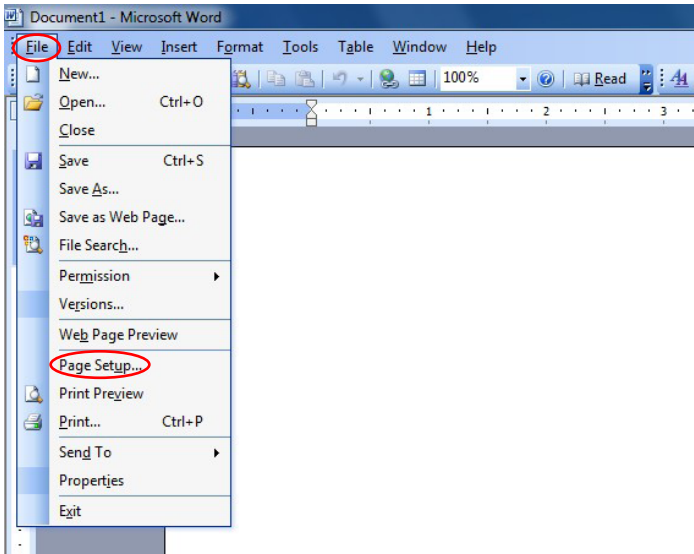 Document1 - Microsoft Word
File Edit View Insert Format Tools Table Window Help
New... 100% Read
Open... Ctrl+O
1 2 3
Close
Save Ctrl+S
Save As...
Save as Web Page...
File Search...
Permission
Versions...
Web Page Preview
Page Setup...
Print Preview
Print... Ctrl+P
Send To
Properties
Exit